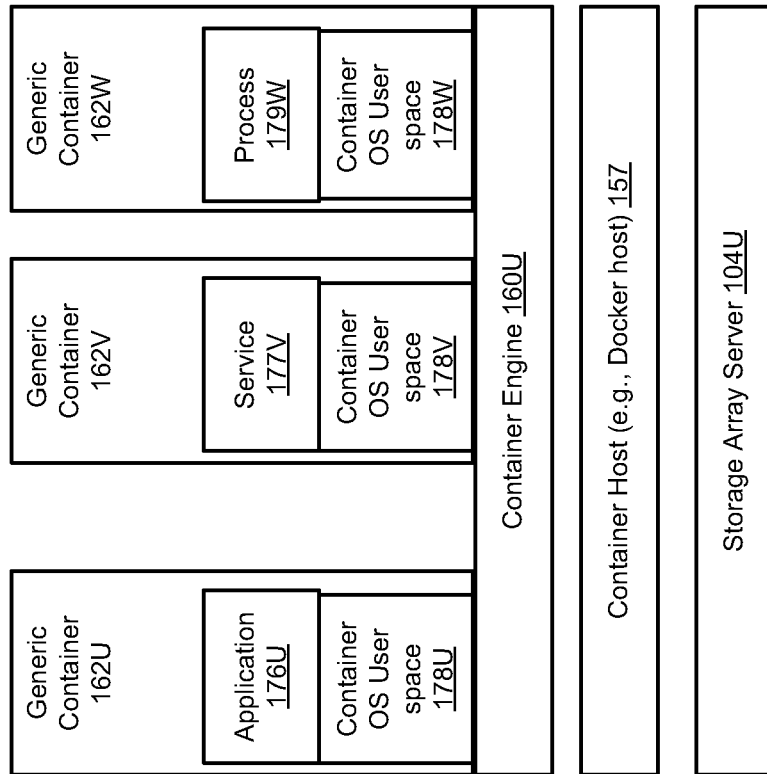 Generic
Container
162U
Application
176U
Container
OS User
space
178U
Generic
Container
162V
Service
177V
Container
OS User
space
178V
Generic
Container
162W
Process
179W
Container
OS User
space
178W
Container Engine 160U
Container Host (e.g., Docker host) 157
Storage Array Server 104U